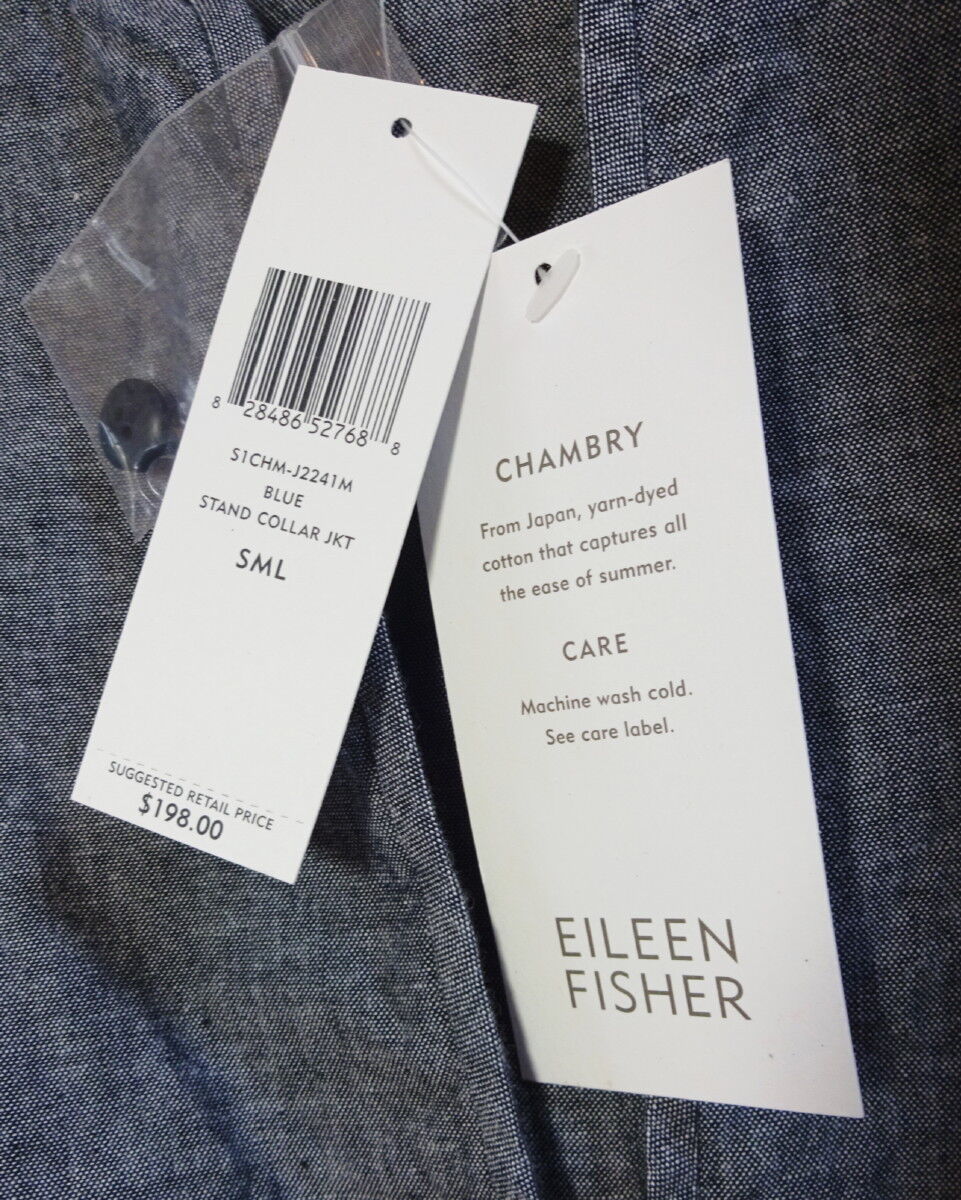 8 28486 52768 8
S1CHM-J2241M
BLUE
STAND COLLAR JKT
SML
SUGGESTED RETAIL PRICE
$198.00
CHAMBRY
From Japan, yarn-dyed
cotton that captures all
the ease of summer.
CARE
Machine wash cold.
See care label.
EILEEN
FISHER